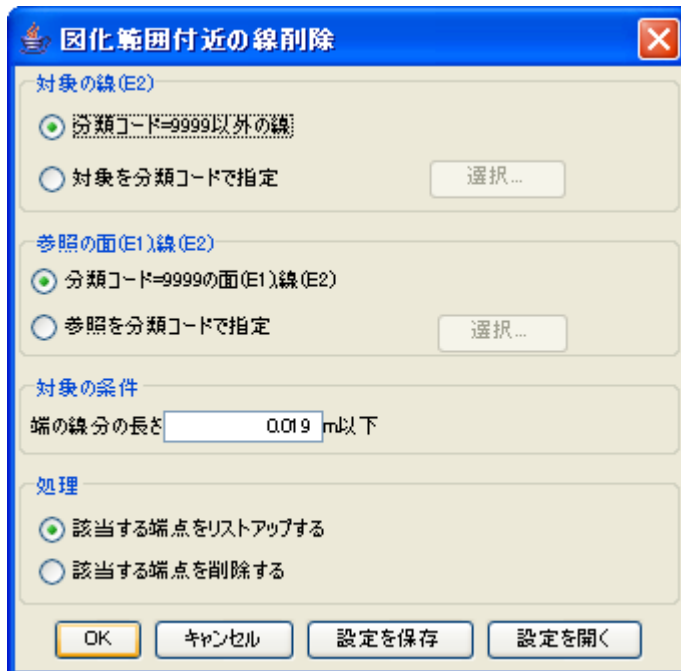 図化範囲付近の線削除
対象の線(E2)
分類コード=9999以外の線
対象を分類コードで指定
選択...
参照の面(E1),線(E2)
分類コード=9999の面(E1),線(E2)
参照を分類コードで指定
選択...
対象の条件
端の線分の長さ 0.019 m以下
処理
該当する端点をリストアップする
該当する端点を削除する
OK キャンセル 設定を保存 設定を開く